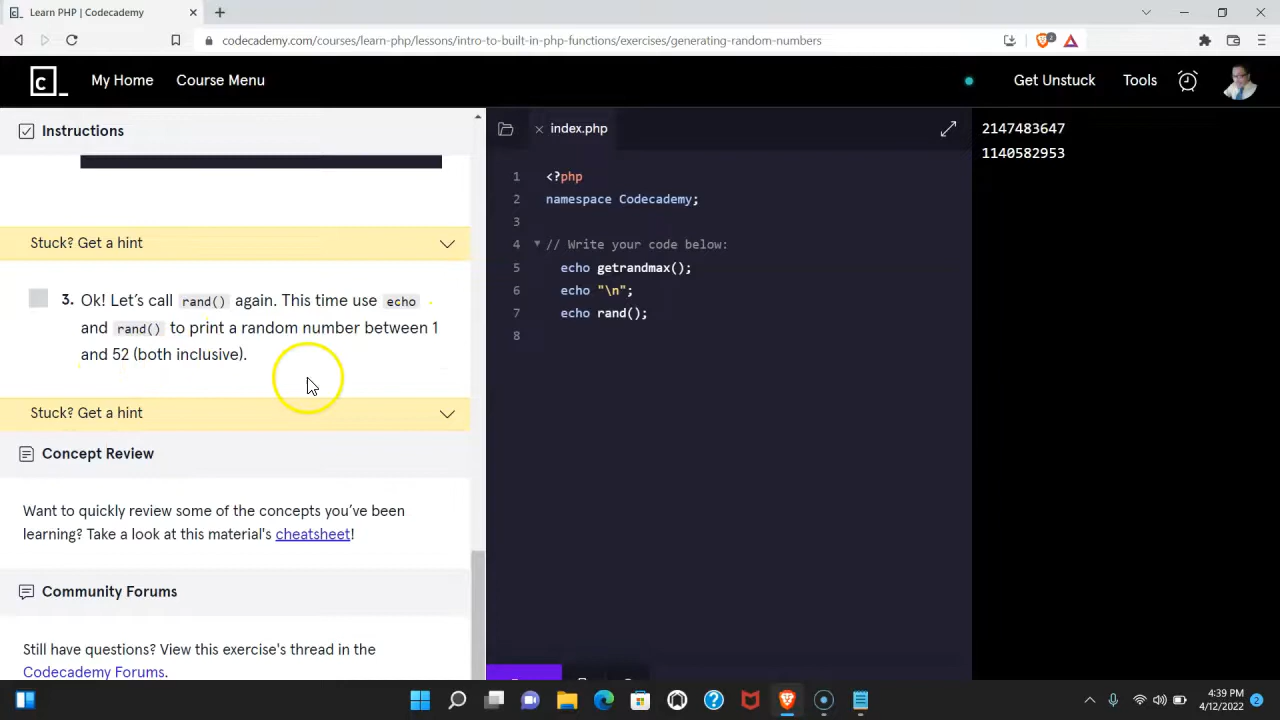 Learn PHP | Codecademy
codecademy.com/courses/learn-php/lessons/intro-to-built-in-php-functions/exercises/generating-random-numbers
2
My Home Course Menu Get Unstuck Tools
Instructions
Stuck? Get a hint
3. Ok! Let's call rand() again. This time use echo
and rand() to print a random number between 1
and 52 (both inclusive).
Stuck? Get a hint
Concept Review
Want to quickly review some of the concepts you've been
learning? Take a look at this material's cheatsheet!
Community Forums
Still have questions? View this exercise's thread in the
Codecademy Forums.
index.php
1 <?php
2 namespace Codecademy;
3
4 // Write your code below:
5 echo getrandmax();
6 echo "\n";
7 echo rand();
8
2147483647
1140582953
4:39 PM
4/12/2022
2